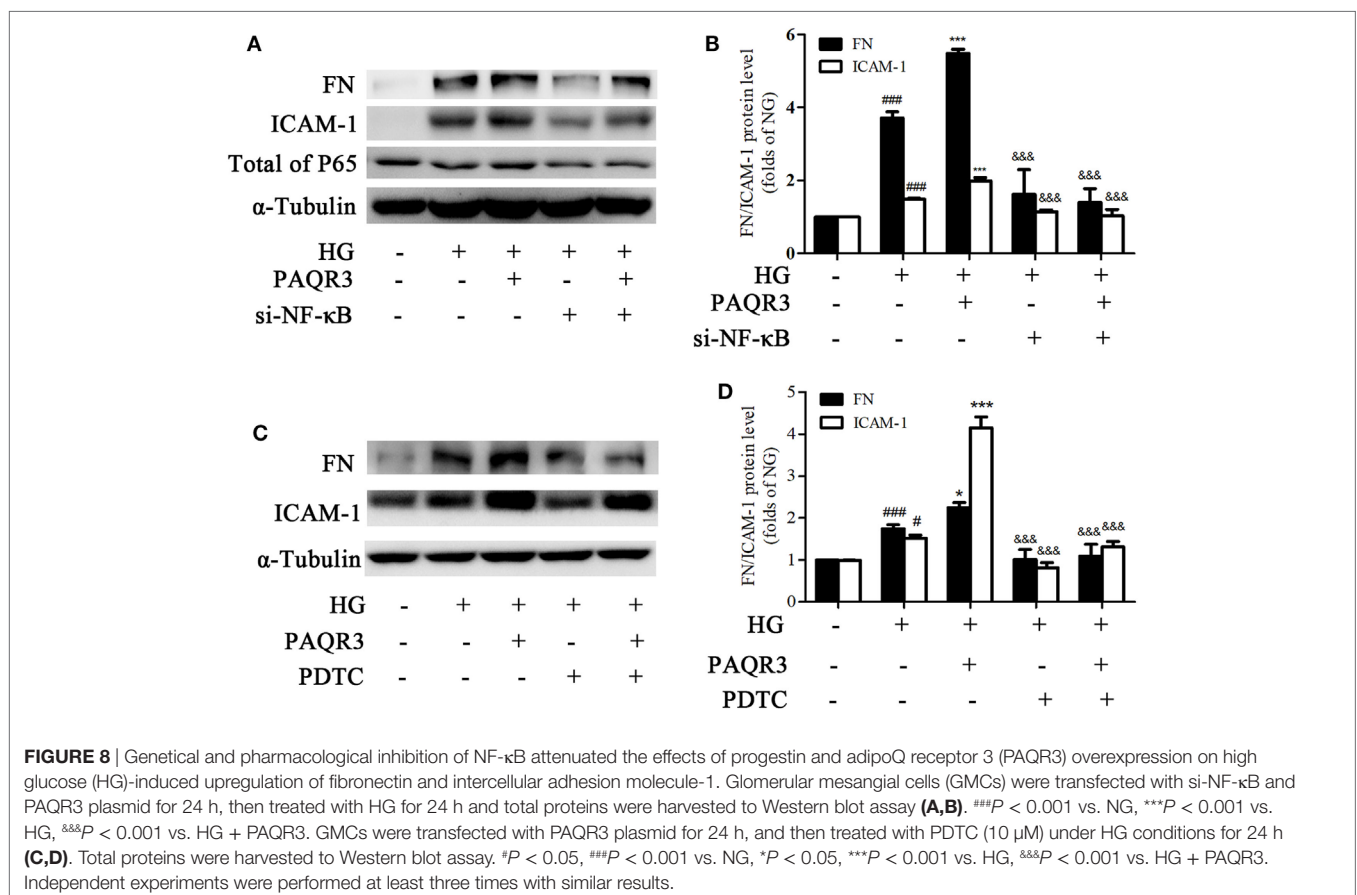 A
FN
ICAM-1
Total of P65
α-Tubulin
HG - + + + +
PAQR3 - - + - +
si-NF-κB - - - + +
B
FN
ICAM-1
FN/ICAM-1 protein level
(folds of NG)
6
4
2
0
###
###
***
***
&&&
&&&
&&&
&&&
HG - + + + +
PAQR3 - - + - +
si-NF-κB - - - + +
C
FN
ICAM-1
α-Tubulin
HG - + + + +
PAQR3 - - + - +
PDTC - - - + +
D
FN
ICAM-1
FN/ICAM-1 protein level
(folds of NG)
5
4
3
2
1
0
###
#
*
***
&&&
&&&
&&&
&&&
HG - + + + +
PAQR3 - - + - +
PDTC - - - + +
FIGURE 8 | Genetical and pharmacological inhibition of NF-κB attenuated the effects of progestin and adipoQ receptor 3 (PAQR3) overexpression on high
glucose (HG)-induced upregulation of fibronectin and intercellular adhesion molecule-1. Glomerular mesangial cells (GMCs) were transfected with si-NF-κB and
PAQR3 plasmid for 24 h, then treated with HG for 24 h and total proteins were harvested to Western blot assay (A,B). ###P < 0.001 vs. NG, ***P < 0.001 vs.
HG, &&&P < 0.001 vs. HG + PAQR3. GMCs were transfected with PAQR3 plasmid for 24 h, and then treated with PDTC (10 µM) under HG conditions for 24 h
(C,D). Total proteins were harvested to Western blot assay. #P < 0.05, ###P < 0.001 vs. NG, *P < 0.05, ***P < 0.001 vs. HG, &&&P < 0.001 vs. HG + PAQR3.
Independent experiments were performed at least three times with similar results.